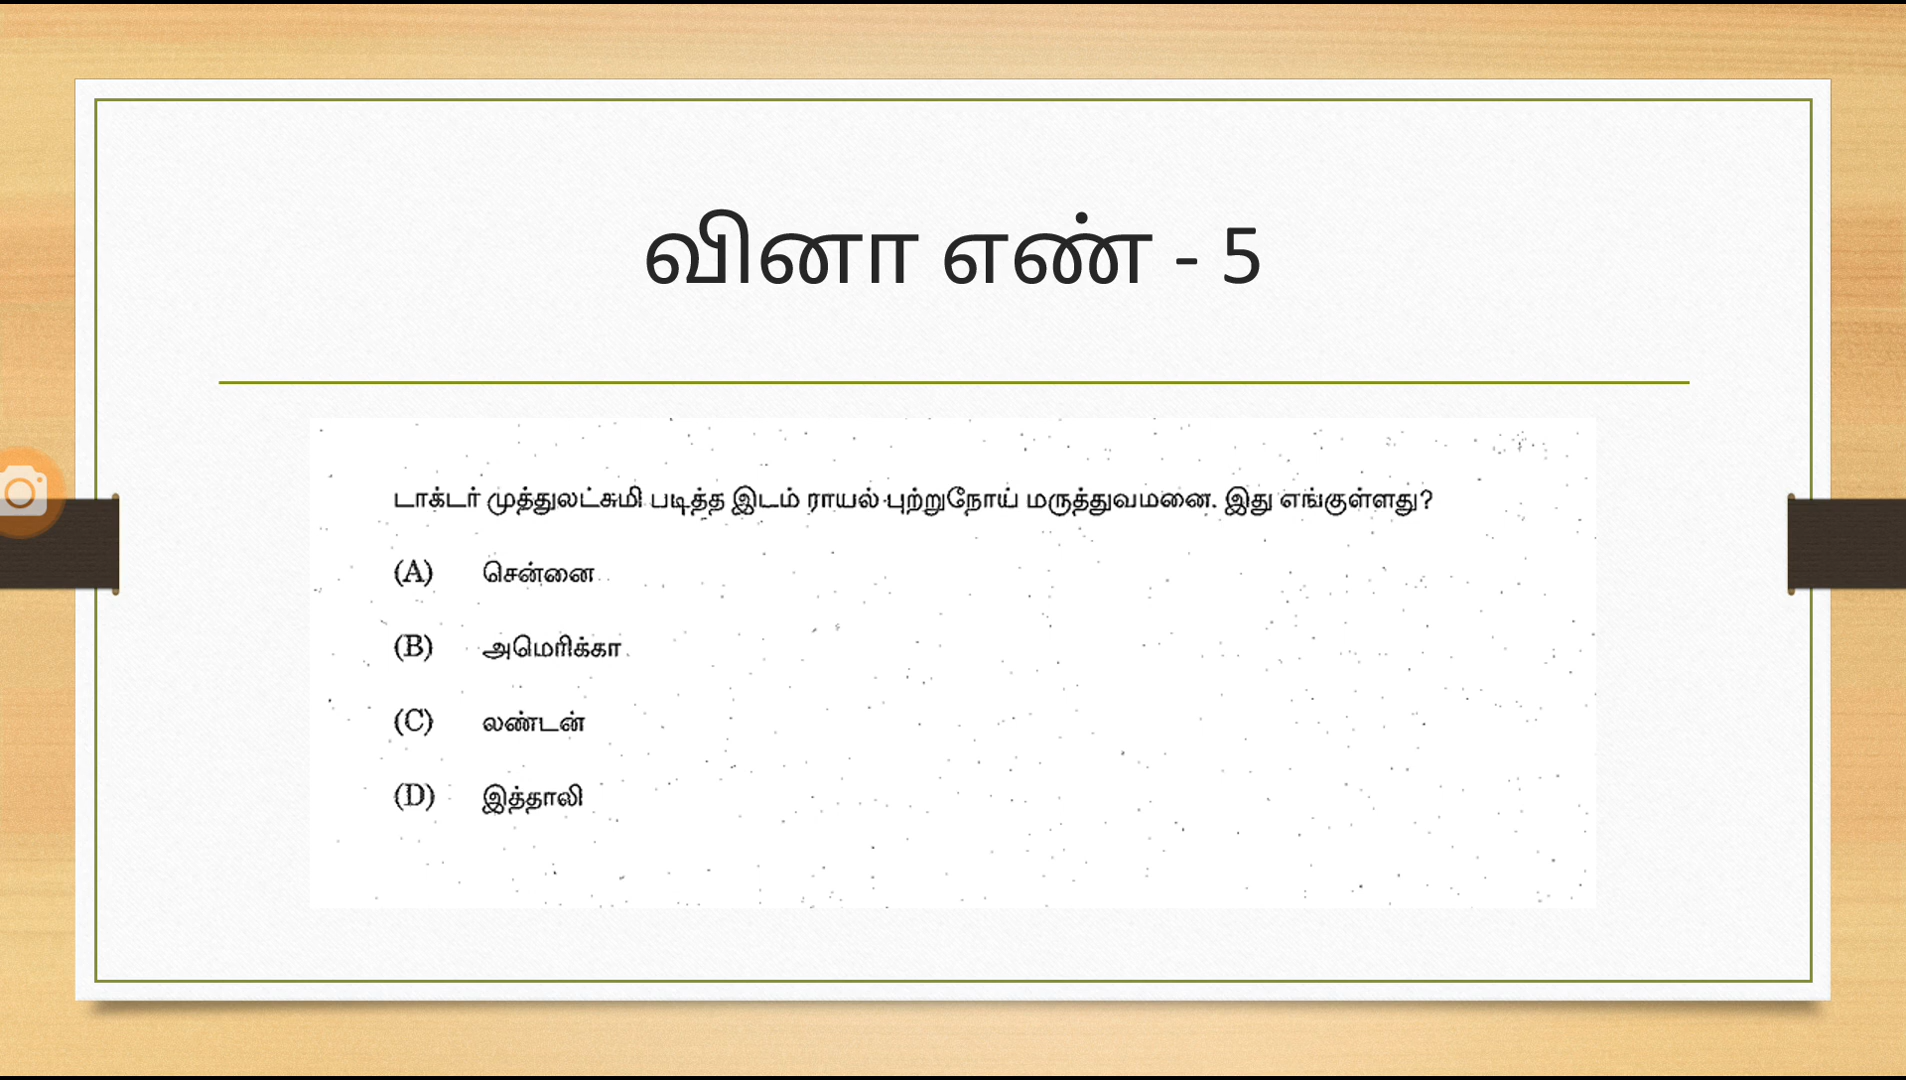 வினா எண் - 5
டாக்டர் முத்துலட்சுமி படித்த இடம் ராயல் புற்றுநோய் மருத்துவமனை. இது எங்குள்ளது?
(A) சென்னை
(B) அமெரிக்கா
(C) லண்டன்
(D) இத்தாலி